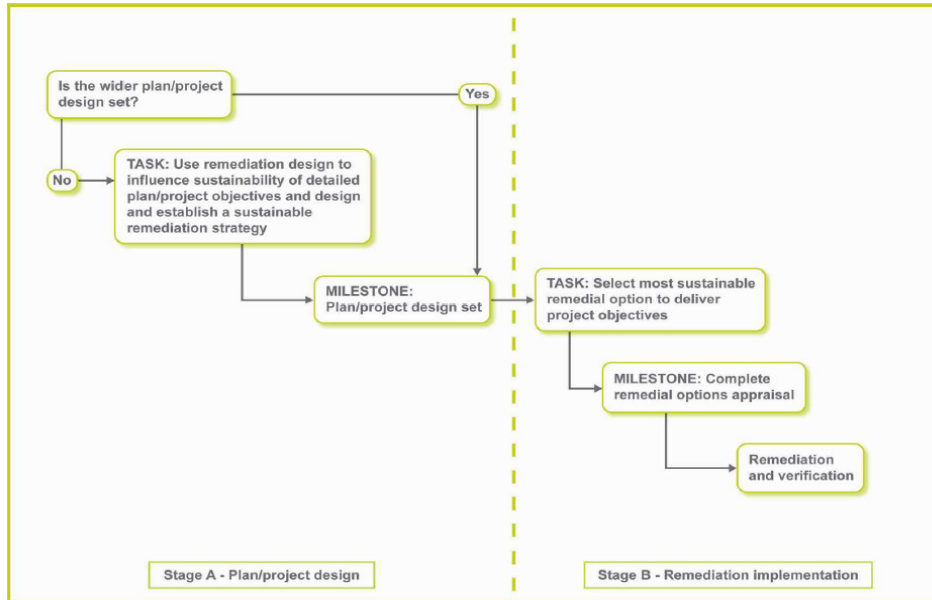 Is the wider plan/project
design set?
Yes
No
TASK: Use remediation design to
influence sustainability of detailed
plan/project objectives and design
and establish a sustainable
remediation strategy
MILESTONE:
Plan/project design set
TASK: Select most sustainable
remedial option to deliver
project objectives
MILESTONE: Complete
remedial options appraisal
Remediation
and verification
Stage A - Plan/project design
Stage B - Remediation implementation